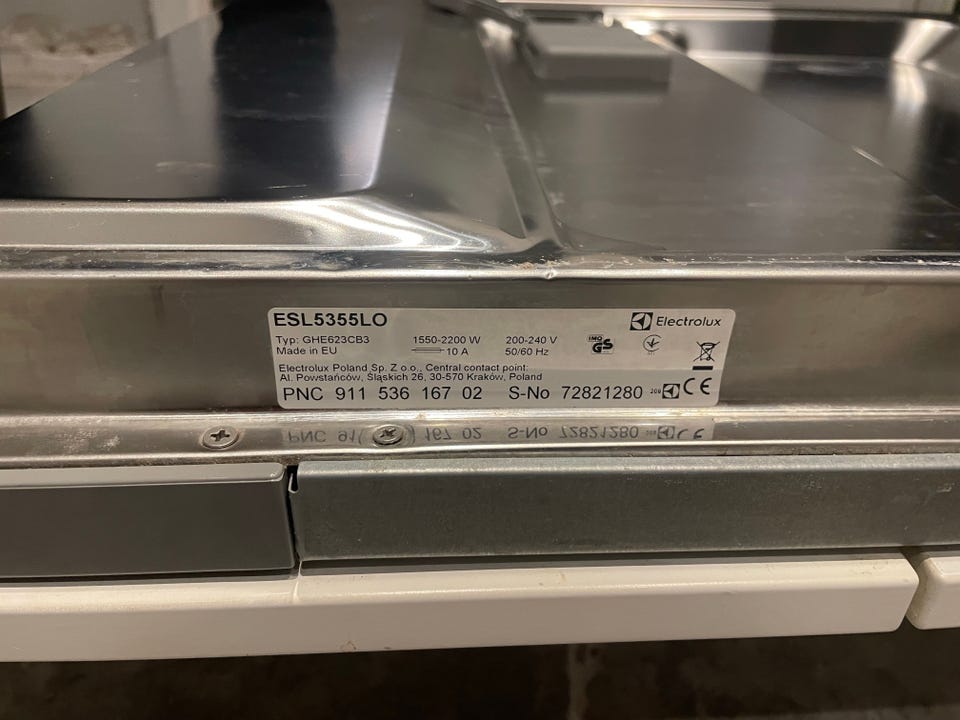 ESL5355LO Electrolux
Typ: GHE623CB3 1550-2200 W 200-240 V
Made in EU 10 A 50/60 Hz
Electrolux Poland Sp. Z o.o., Central contact point:
Al. Powstańców, Śląskich 26, 30-570 Kraków, Poland
PNC 911 536 167 02 S-No 72821280 CE